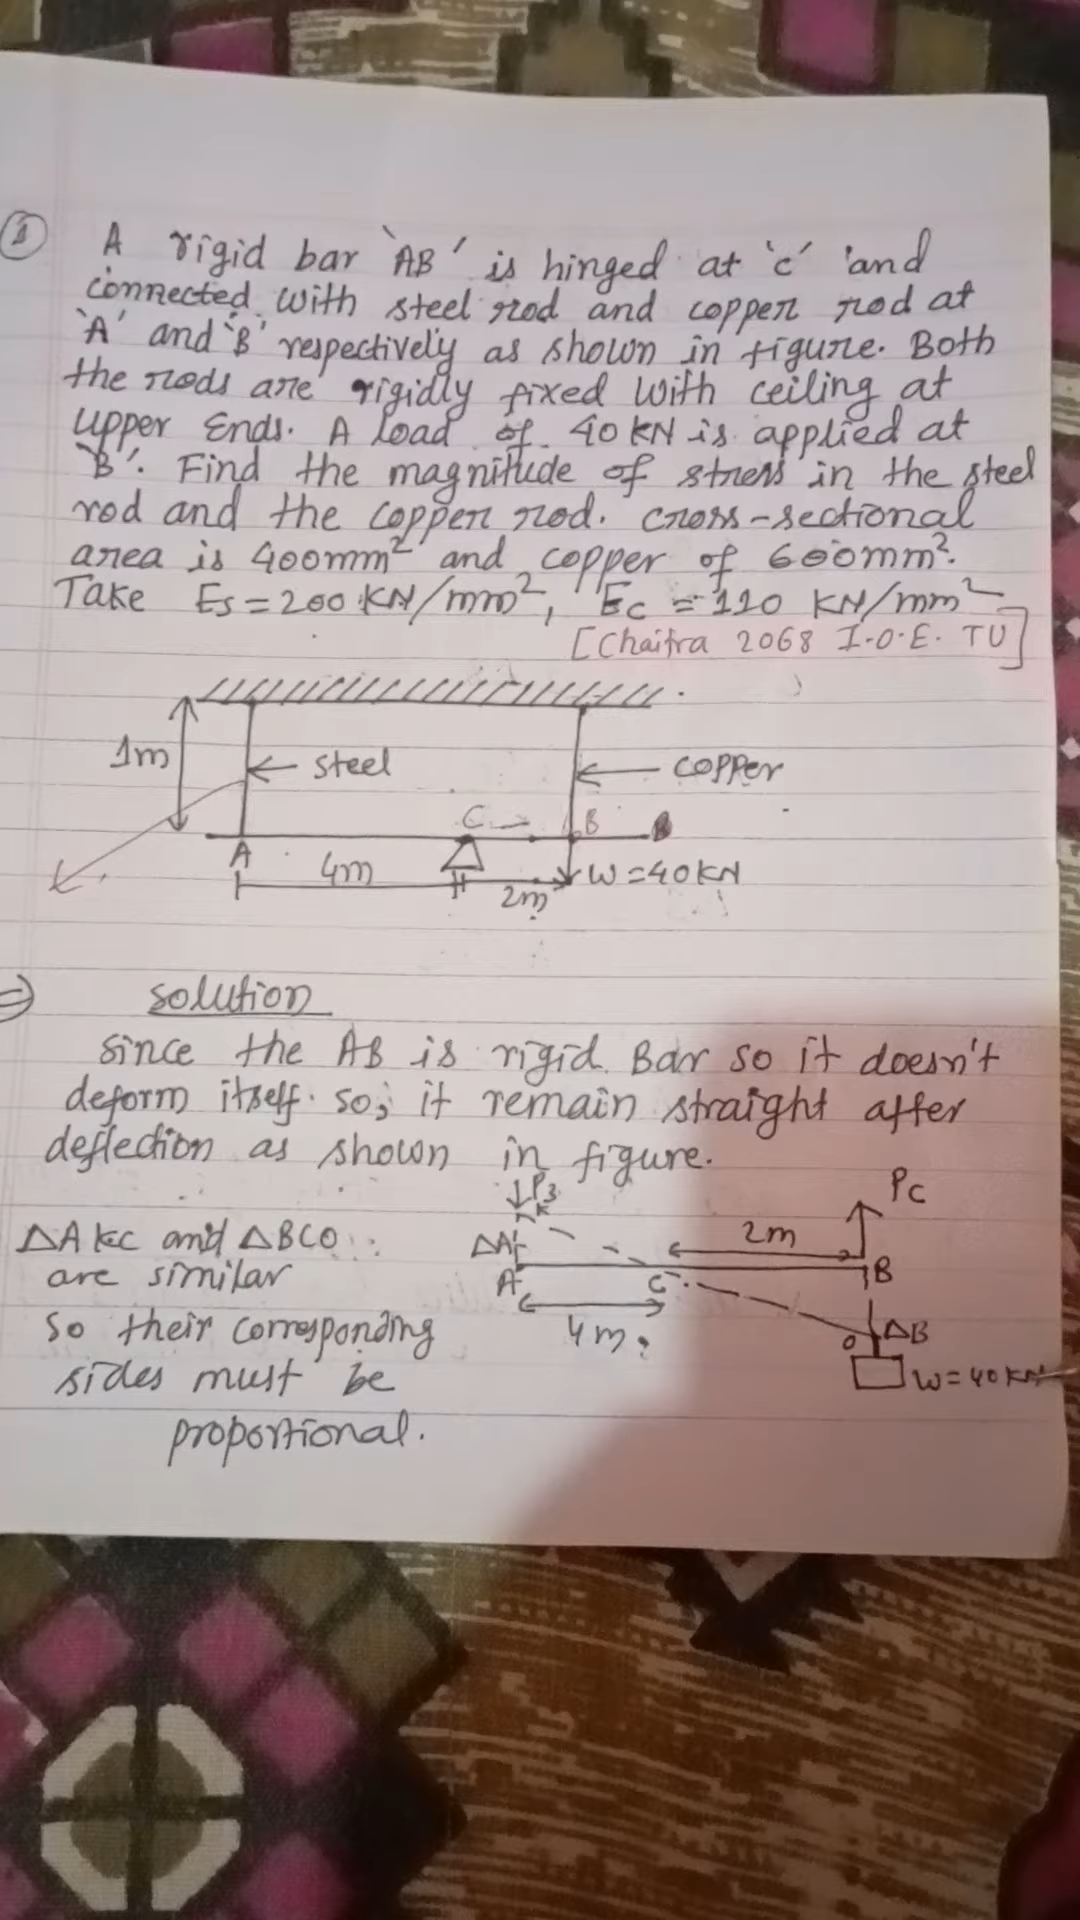 1
A rigid bar `AB' is hinged at `c' 'and
connected with steel rod and copper rod at
`A' and `B' respectively as shown in figure. Both
the rods are rigidly fixed with ceiling at
upper Ends. A load of 40 KN is applied at
`B'. Find the magnitude of stress in the steel
rod and the copper rod. cross-sectional
area is 400mm² and copper of 600mm².
Take Es = 200 KN/mm², Ec = 110 KN/mm²
[Chaitra 2068 I.O.E. TU]
1m
steel
copper
C
B
A
4m
2m
W = 40KN
=)
solution
since the AB is rigid Bar so it doesn't
deform itself. so, it remain straight after
deflection as shown in figure.
ΔAKC and ΔBCO
are similar
so their corresponding
sides must be
proportional.
Pc
K
2m
ΔA
A
C
B
4m
O
ΔB
W = 40KN